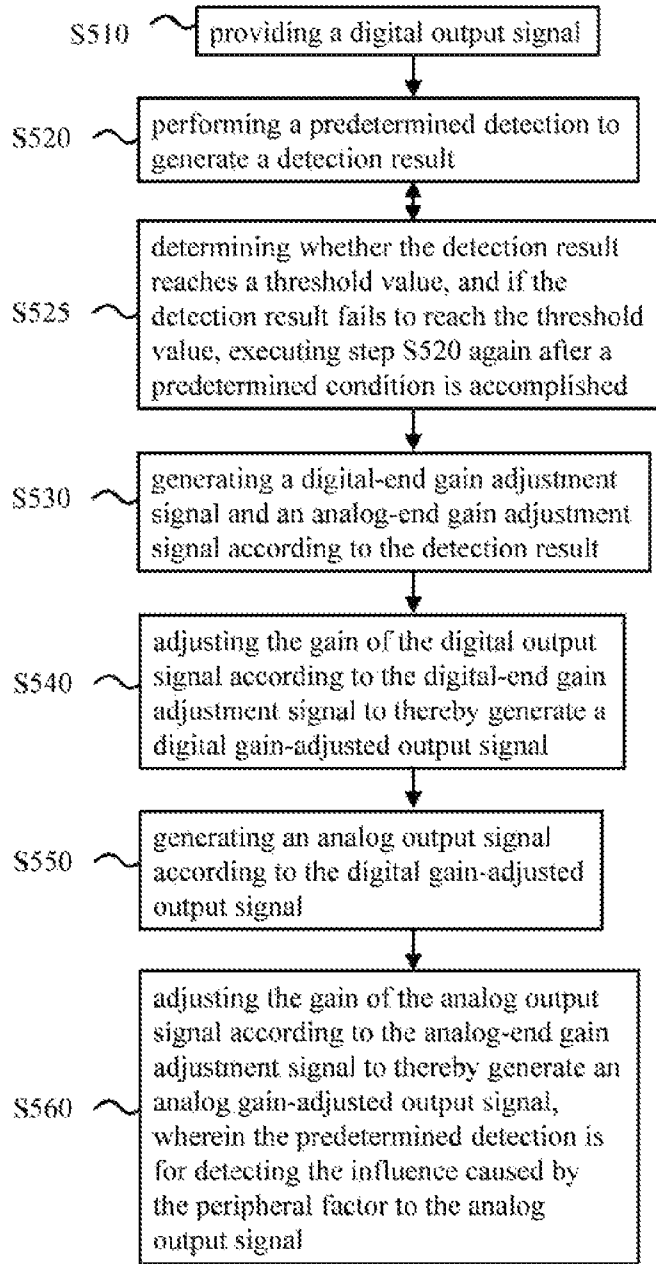 S510
providing a digital output signal
S520
performing a predetermined detection to
generate a detection result
S525
determining whether the detection result
reaches a threshold value, and if the
detection result fails to reach the threshold
value, executing step S520 again after a
predetermined condition is accomplished
S530
generating a digital-end gain adjustment
signal and an analog-end gain adjustment
signal according to the detection result
S540
adjusting the gain of the digital output
signal according to the digital-end gain
adjustment signal to thereby generate a
digital gain-adjusted output signal
S550
generating an analog output signal
according to the digital gain-adjusted
output signal
S560
adjusting the gain of the analog output
signal according to the analog-end gain
adjustment signal to thereby generate an
analog gain-adjusted output signal,
wherein the predetermined detection is
for detecting the influence caused by
the peripheral factor to the analog
output signal